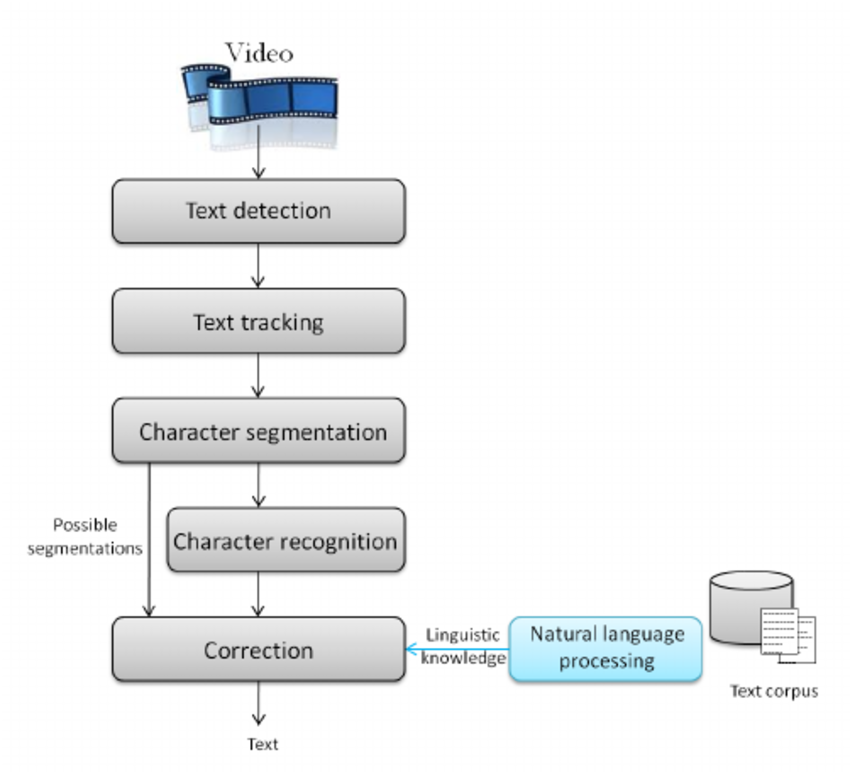 Video
Text detection
Text tracking
Character segmentation
Possible
segmentations
Character recognition
Correction
Linguistic
knowledge
Natural language
processing
Text corpus
Text